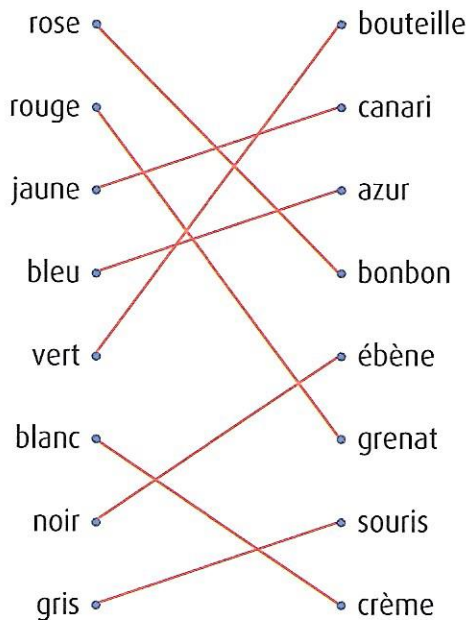 rose bouteille
rouge canari
jaune azur
bleu bonbon
vert ébène
blanc grenat
noir souris
gris crème